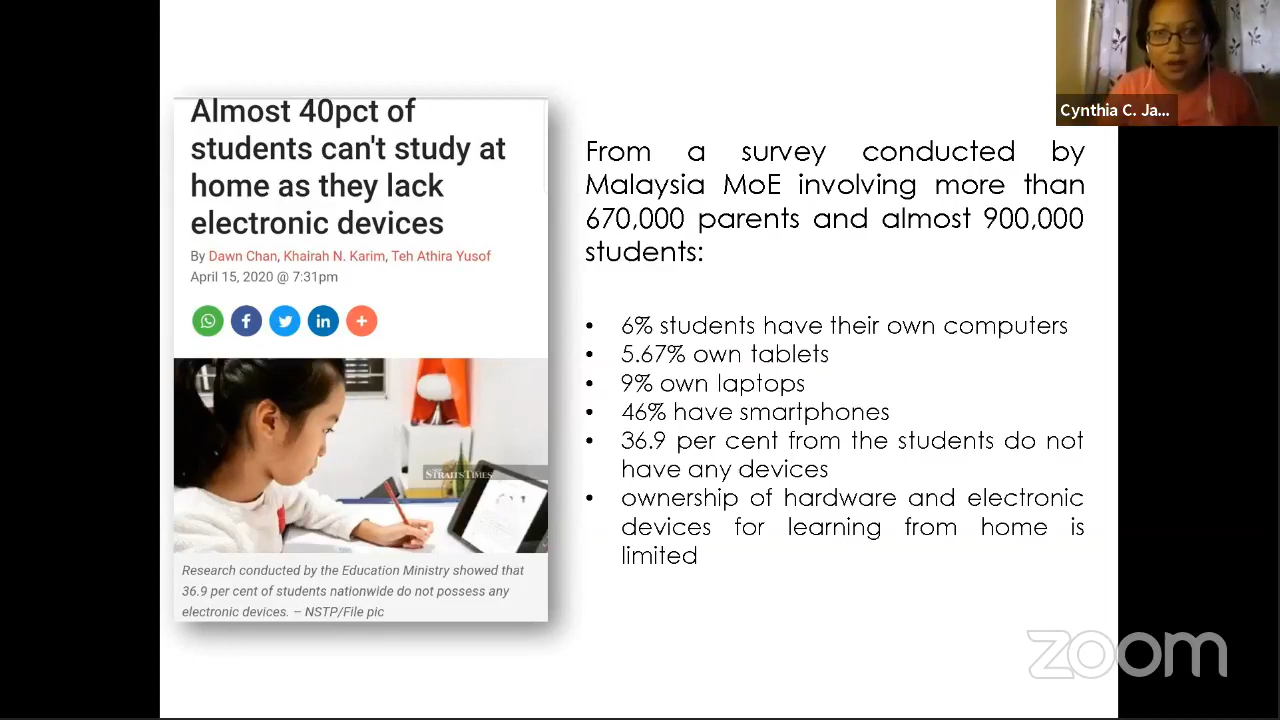 Almost 40pct of
students can't study at
home as they lack
electronic devices
By Dawn Chan, Khairah N. Karim, Teh Athira Yusof
April 15, 2020 @ 7:31pm
STRAITS TIMES
Research conducted by the Education Ministry showed that
36.9 per cent of students nationwide do not possess any
electronic devices. – NSTP/File pic
From a survey conducted by
Malaysia MoE involving more than
670,000 parents and almost 900,000
students:
• 6% students have their own computers
• 5.67% own tablets
• 9% own laptops
• 46% have smartphones
• 36.9 per cent from the students do not
have any devices
• ownership of hardware and electronic
devices for learning from home is
limited
Cynthia C. Ja...
zoom